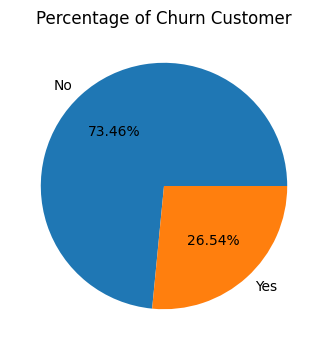 Percentage of Churn Customer
No
73.46%
26.54%
Yes